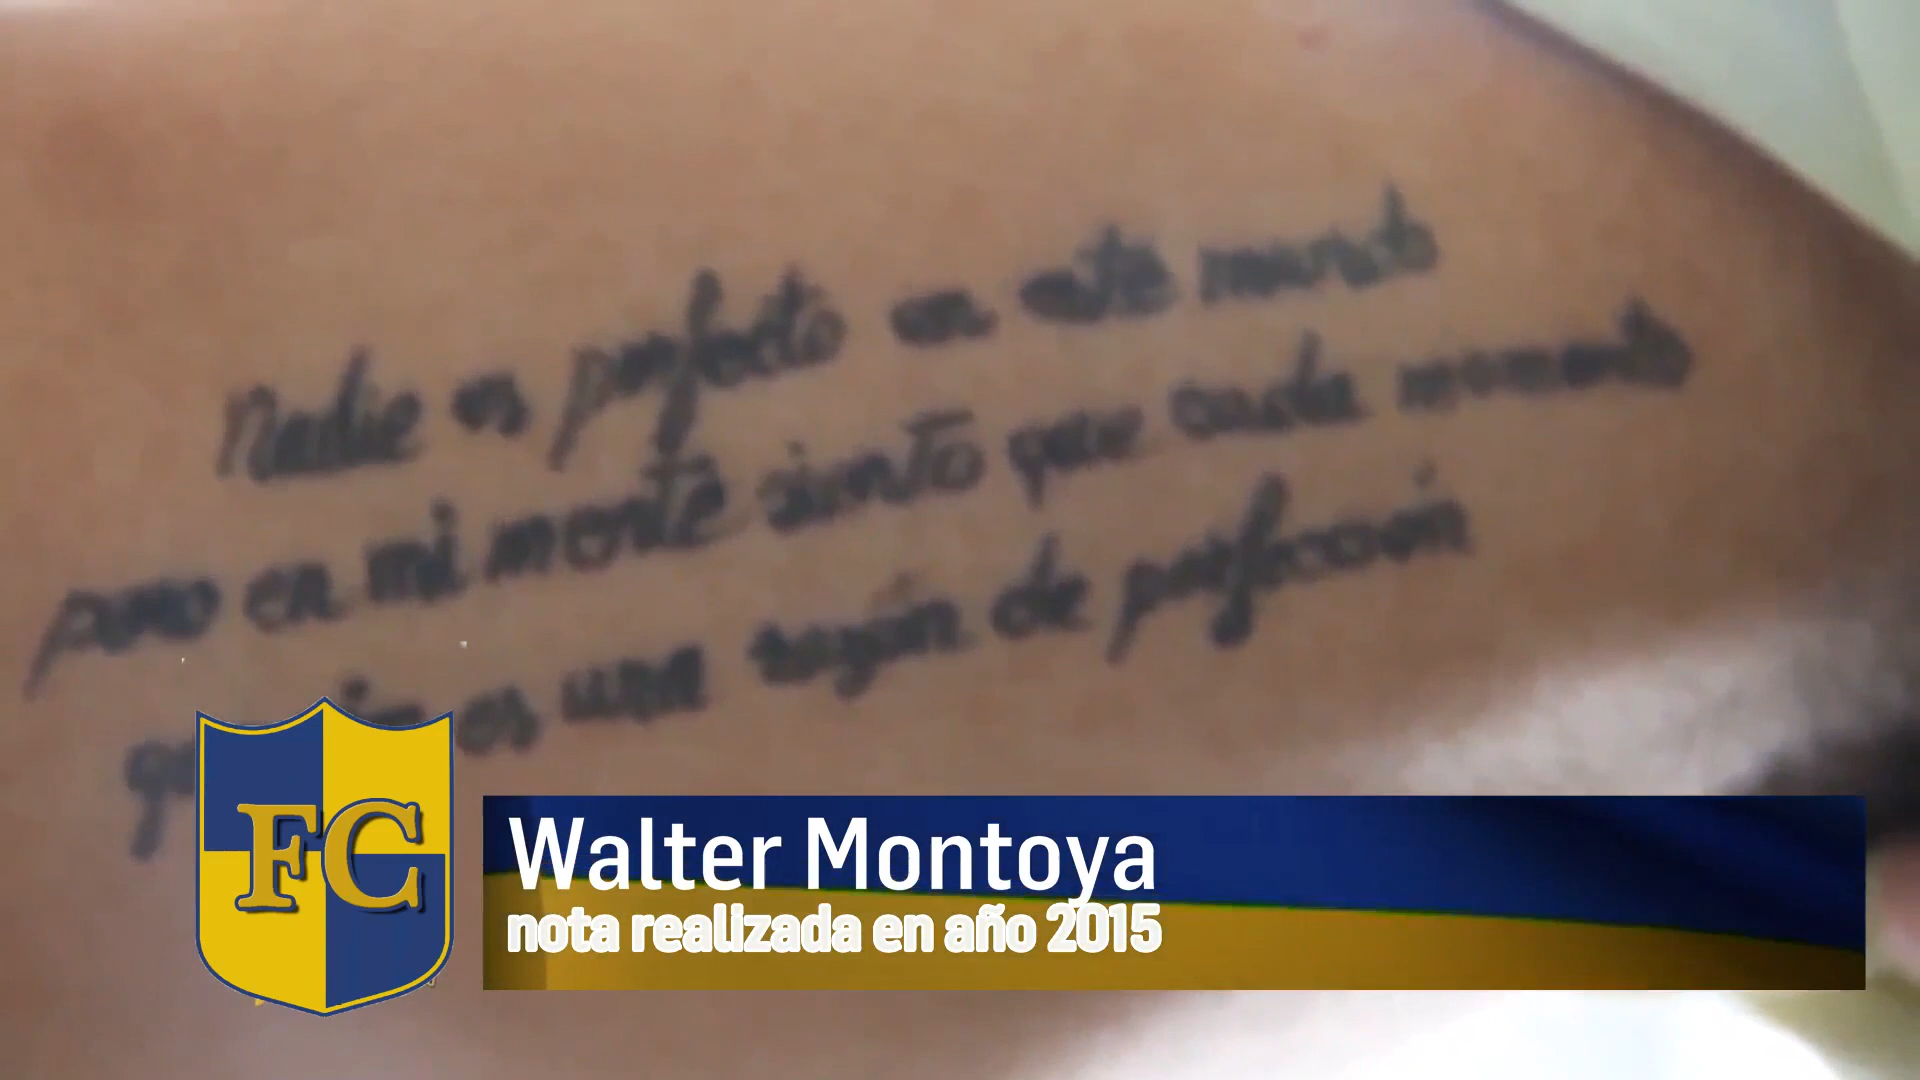 Nadie es perfecto en este mundo
pero en mi mente siento que cada momento
es una razón de perfección
FC
Walter Montoya
nota realizada en año 2015